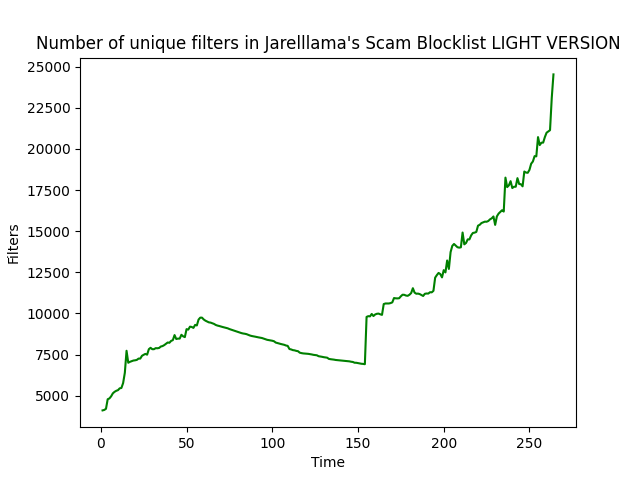 Number of unique filters in Jarelllama's Scam Blocklist LIGHT VERSION
25000
22500
20000
17500
15000
12500
10000
7500
5000
Filters
0 50 100 150 200 250
Time